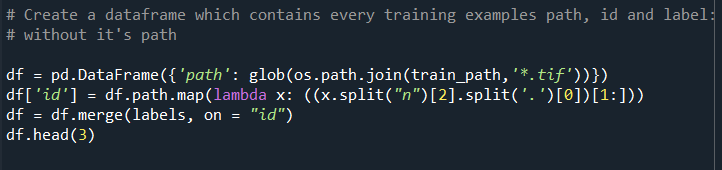 # Create a dataframe which contains every training examples path, id and label:
# without it's path
df = pd.DataFrame({'path': glob(os.path.join(train_path,'*.tif'))})
df['id'] = df.path.map(lambda x: ((x.split("n")[2].split('.')[0])[1:]))
df = df.merge(labels, on = "id")
df.head(3)